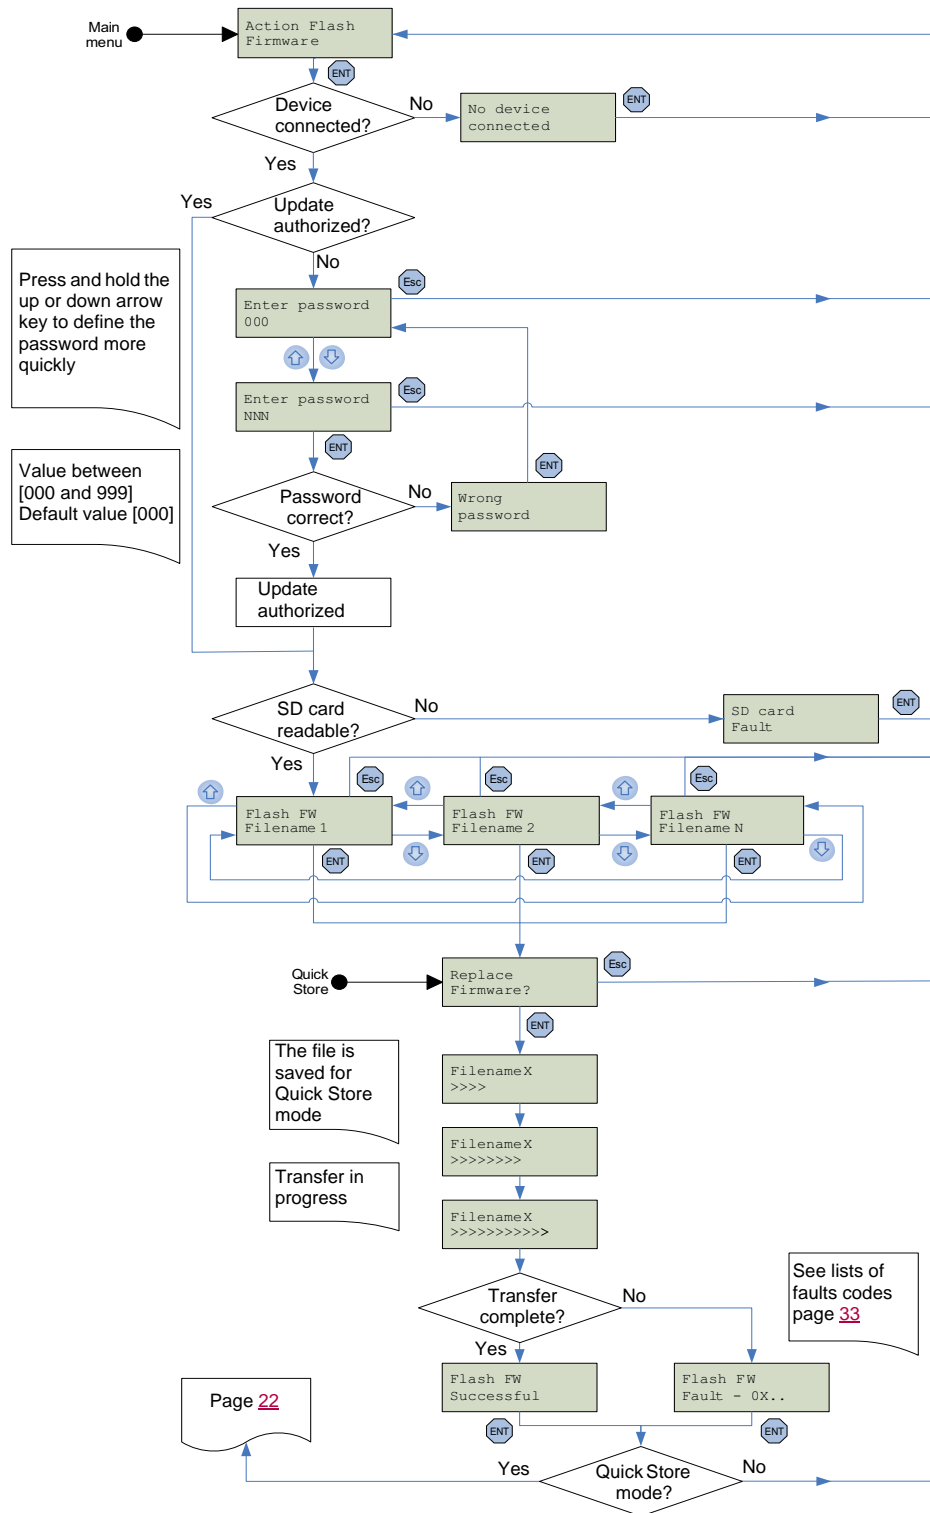 Main
menu
Action Flash
Firmware
ENT
Device
connected?
No
No device
connected
ENT
Yes
Yes
Update
authorized?
No
Press and hold the
up or down arrow
key to define the
password more
quickly
Enter password
000
Esc
Enter password
NNN
Esc
ENT
Value between
[000 and 999]
Default value [000]
Password
correct?
No
Wrong
password
ENT
Yes
Update
authorized
SD card
readable?
No
SD card
Fault
ENT
Yes
Esc
Esc
Esc
Flash FW
Filename 1
Flash FW
Filename 2
Flash FW
Filename N
ENT
ENT
ENT
Quick
Store
Replace
Firmware?
Esc
ENT
The file is
saved for
Quick Store
mode
FilenameX
>>>>
FilenameX
>>>>>>>>
Transfer in
progress
FilenameX
>>>>>>>>>>>
Transfer
complete?
No
See lists of
faults codes
page 33
Yes
Flash FW
Successful
Flash FW
Fault - 0X..
ENT
ENT
Page 22
Yes
Quick Store
mode?
No